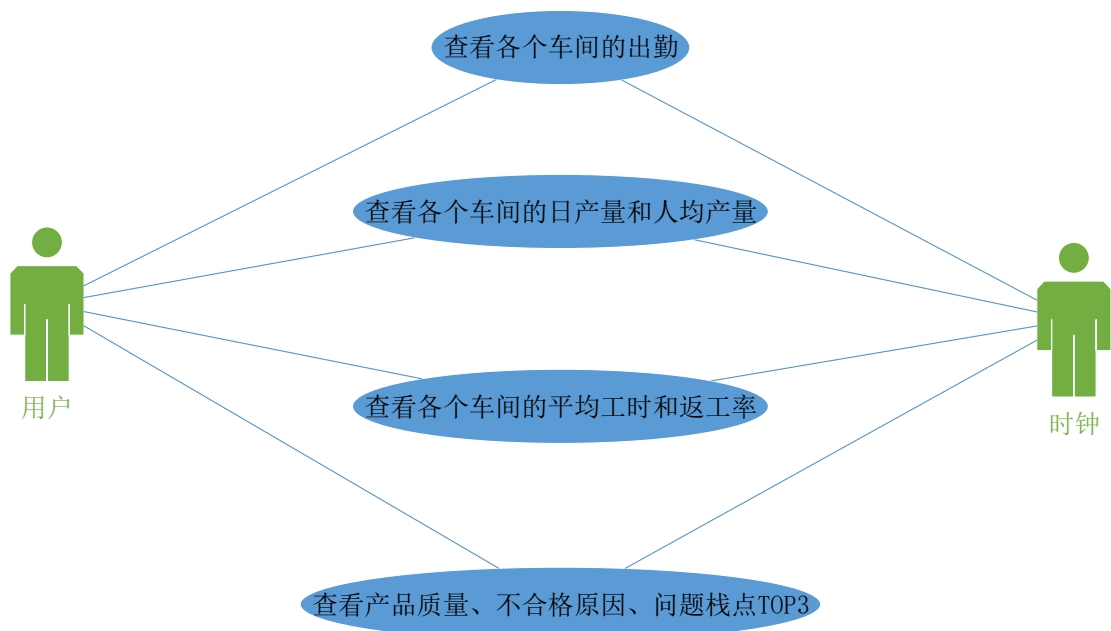 查看各个车间的出勤
查看各个车间的日产量和人均产量
用户
查看各个车间的平均工时和返工率
时钟
查看产品质量、不合格原因、问题栈点TOP3